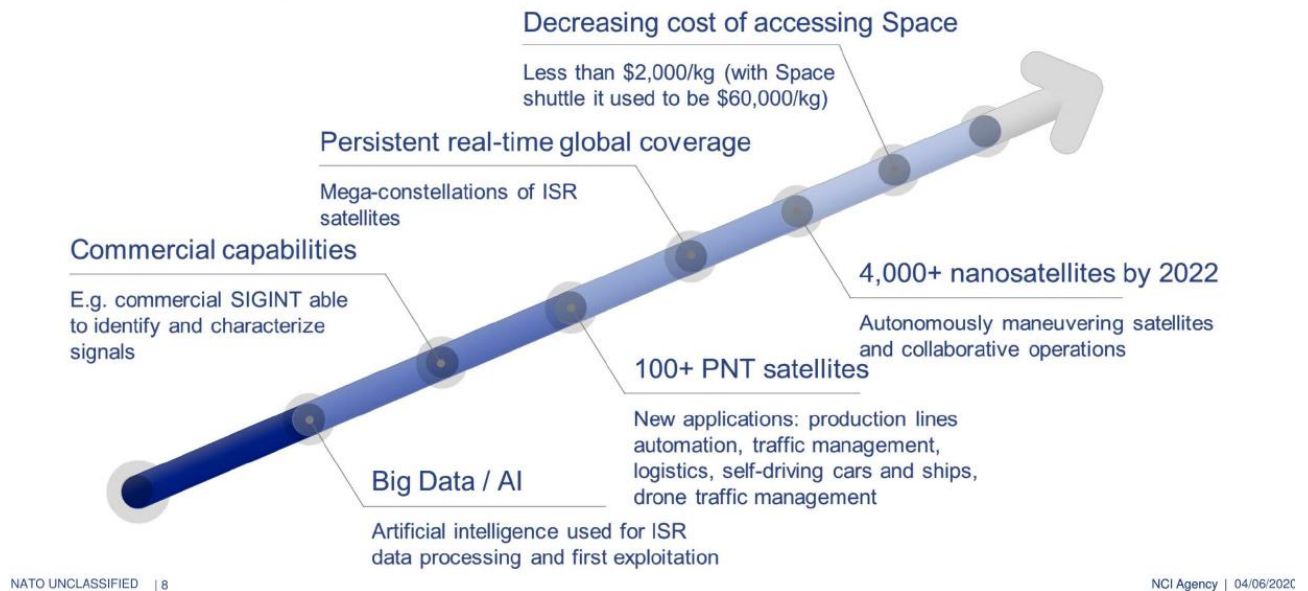 Decreasing cost of accessing Space
Less than $2,000/kg (with Space
shuttle it used to be $60,000/kg)
Persistent real-time global coverage
Mega-constellations of ISR
satellites
Commercial capabilities
E.g. commercial SIGINT able
to identify and characterize
signals
4,000+ nanosatellites by 2022
Autonomously maneuvering satellites
and collaborative operations
100+ PNT satellites
New applications: production lines
automation, traffic management,
logistics, self-driving cars and ships,
drone traffic management
Big Data / AI
Artificial intelligence used for ISR
data processing and first exploitation
NATO UNCLASSIFIED | 8
NCI Agency | 04/06/2020